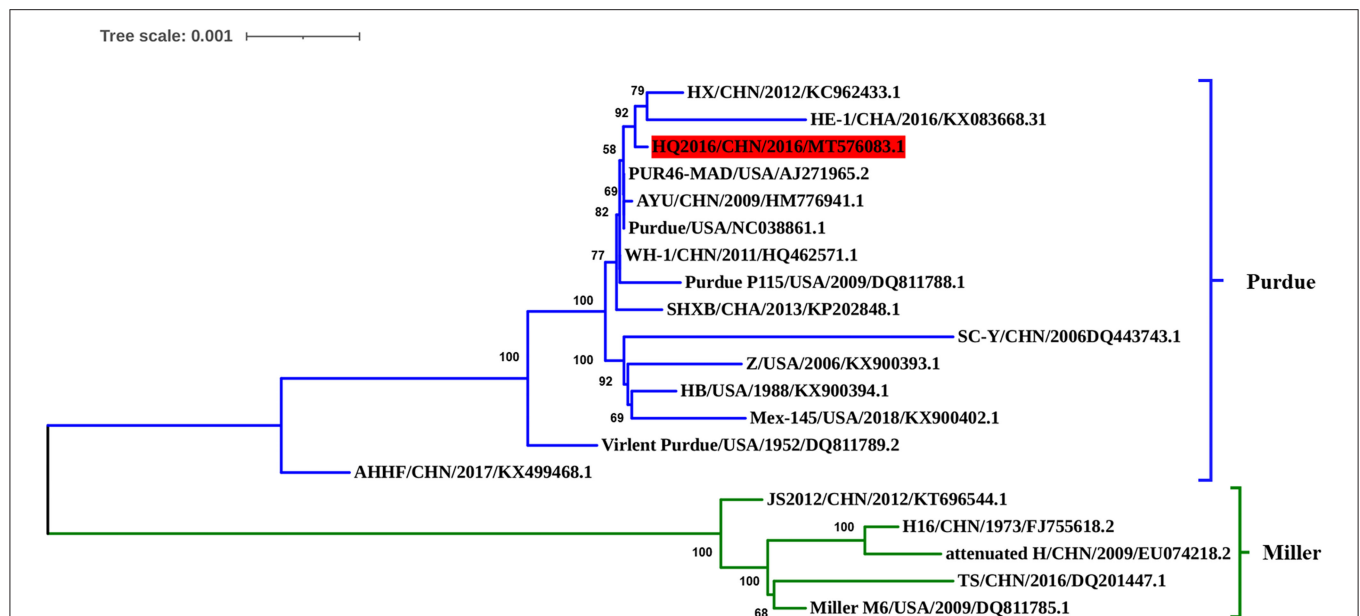 Tree scale: 0.001
79
HX/CHN/2012/KC962433.1
92
HE-1/CHA/2016/KX083668.31
58
HQ2016/CHN/2016/MT576083.1
PUR46-MAD/USA/AJ271965.2
69
AYU/CHN/2009/HM776941.1
82
Purdue/USA/NC038861.1
77
WH-1/CHN/2011/HQ462571.1
Purdue P115/USA/2009/DQ811788.1
Purdue
100
SHXB/CHA/2013/KP202848.1
SC-Y/CHN/2006DQ443743.1
100
100
Z/USA/2006/KX900393.1
92
HB/USA/1988/KX900394.1
69
Mex-145/USA/2018/KX900402.1
Virlent Purdue/USA/1952/DQ811789.2
AHHF/CHN/2017/KX499468.1
JS2012/CHN/2012/KT696544.1
100
H16/CHN/1973/FJ755618.2
100
attenuated H/CHN/2009/EU074218.2
Miller
100
TS/CHN/2016/DQ201447.1
68
Miller M6/USA/2009/DQ811785.1